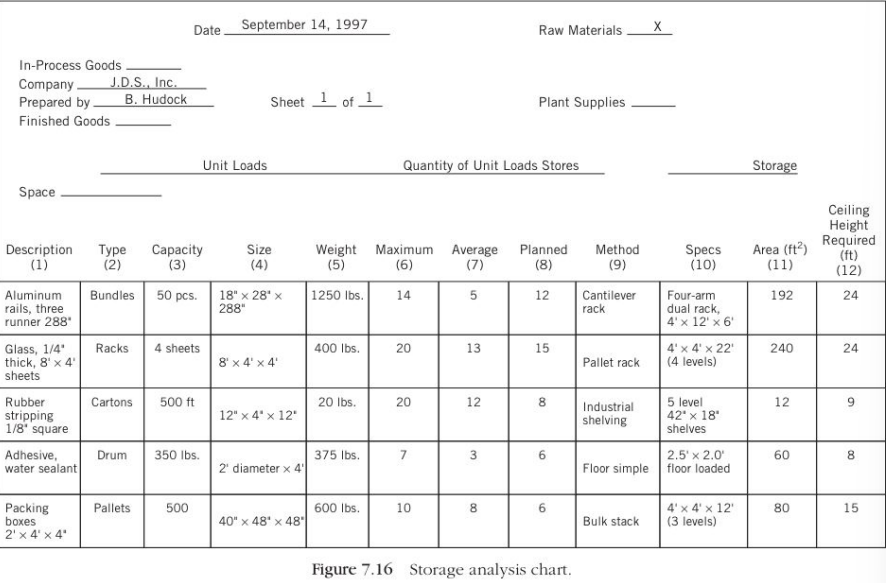 Date September 14, 1997 Raw Materials X
In-Process Goods
Company J.D.S., Inc.
Prepared by B. Hudock Sheet 1 of 1 Plant Supplies
Finished Goods
Unit Loads Quantity of Unit Loads Stores Storage
Space
Description (1) Type (2) Capacity (3) Size (4) Weight (5) Maximum (6) Average (7) Planned (8) Method (9) Specs (10) Area (ft²) (11) Ceiling Height Required (ft) (12)
Aluminum rails, three runner 288" Bundles 50 pcs. 18" × 28" × 288" 1250 lbs. 14 5 12 Cantilever rack Four-arm dual rack, 4' × 12' × 6' 192 24
Glass, 1/4" thick, 8' × 4' sheets Racks 4 sheets 8' × 4' × 4' 400 lbs. 20 13 15 Pallet rack 4' × 4' × 22' (4 levels) 240 24
Rubber stripping 1/8" square Cartons 500 ft 12" × 4" × 12" 20 lbs. 20 12 8 Industrial shelving 5 level 42" × 18" shelves 12 9
Adhesive, water sealant Drum 350 lbs. 2' diameter × 4' 375 lbs. 7 3 6 Floor simple 2.5' × 2.0' floor loaded 60 8
Packing boxes 2' × 4' × 4" Pallets 500 40" × 48" × 48" 600 lbs. 10 8 6 Bulk stack 4' × 4' × 12' (3 levels) 80 15
Figure 7.16 Storage analysis chart.